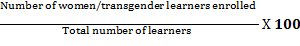 Number of women/transgender learners enrolled
Total number of learners
X 100